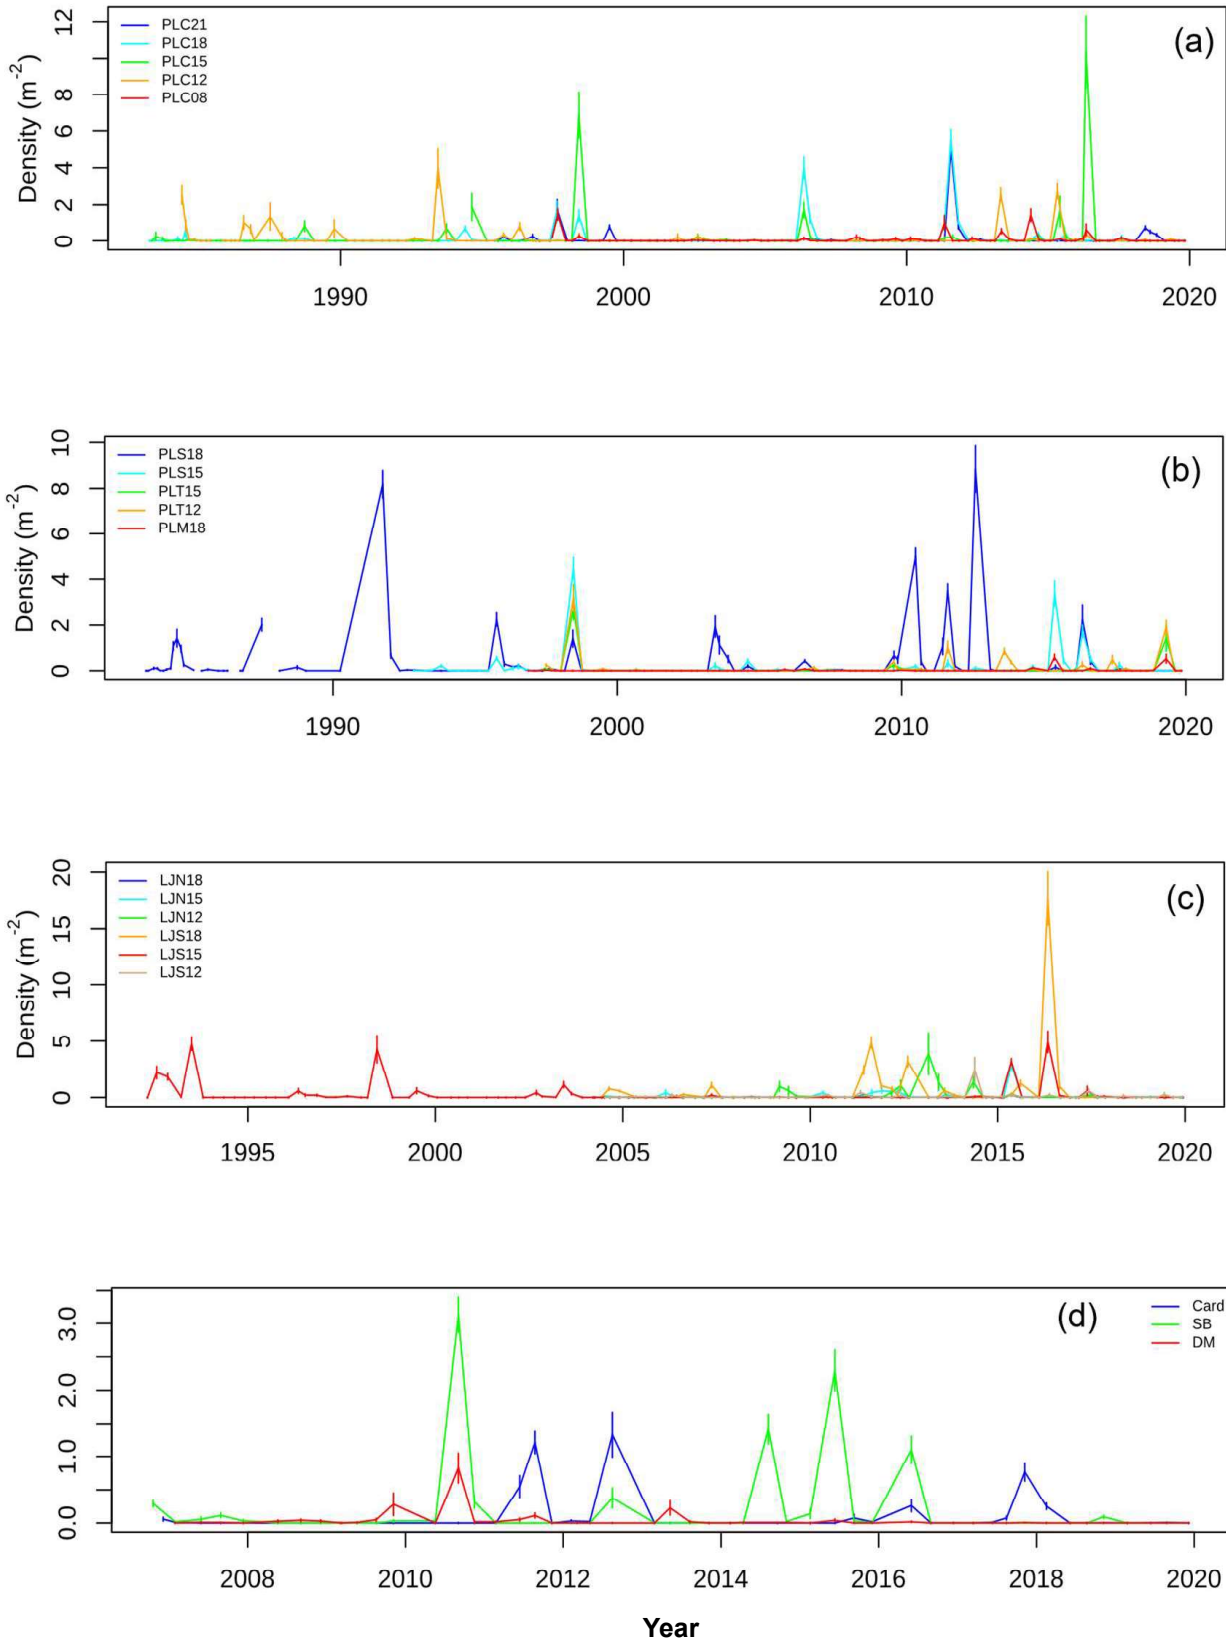 (a)
PLC21
PLC18
PLC15
PLC12
PLC08
Density (m⁻²)
12
8
6
4
2
0
1990 2000 2010 2020
(b)
PLS18
PLS15
PLT15
PLT12
PLM18
Density (m⁻²)
10
8
6
4
2
0
1990 2000 2010 2020
(c)
LJN18
LJN15
LJN12
LJS18
LJS15
LJS12
Density (m⁻²)
20
15
10
5
0
1995 2000 2005 2010 2015 2020
(d)
Card
SB
DM
3.0
2.0
1.0
0.0
2008 2010 2012 2014 2016 2018 2020
Year